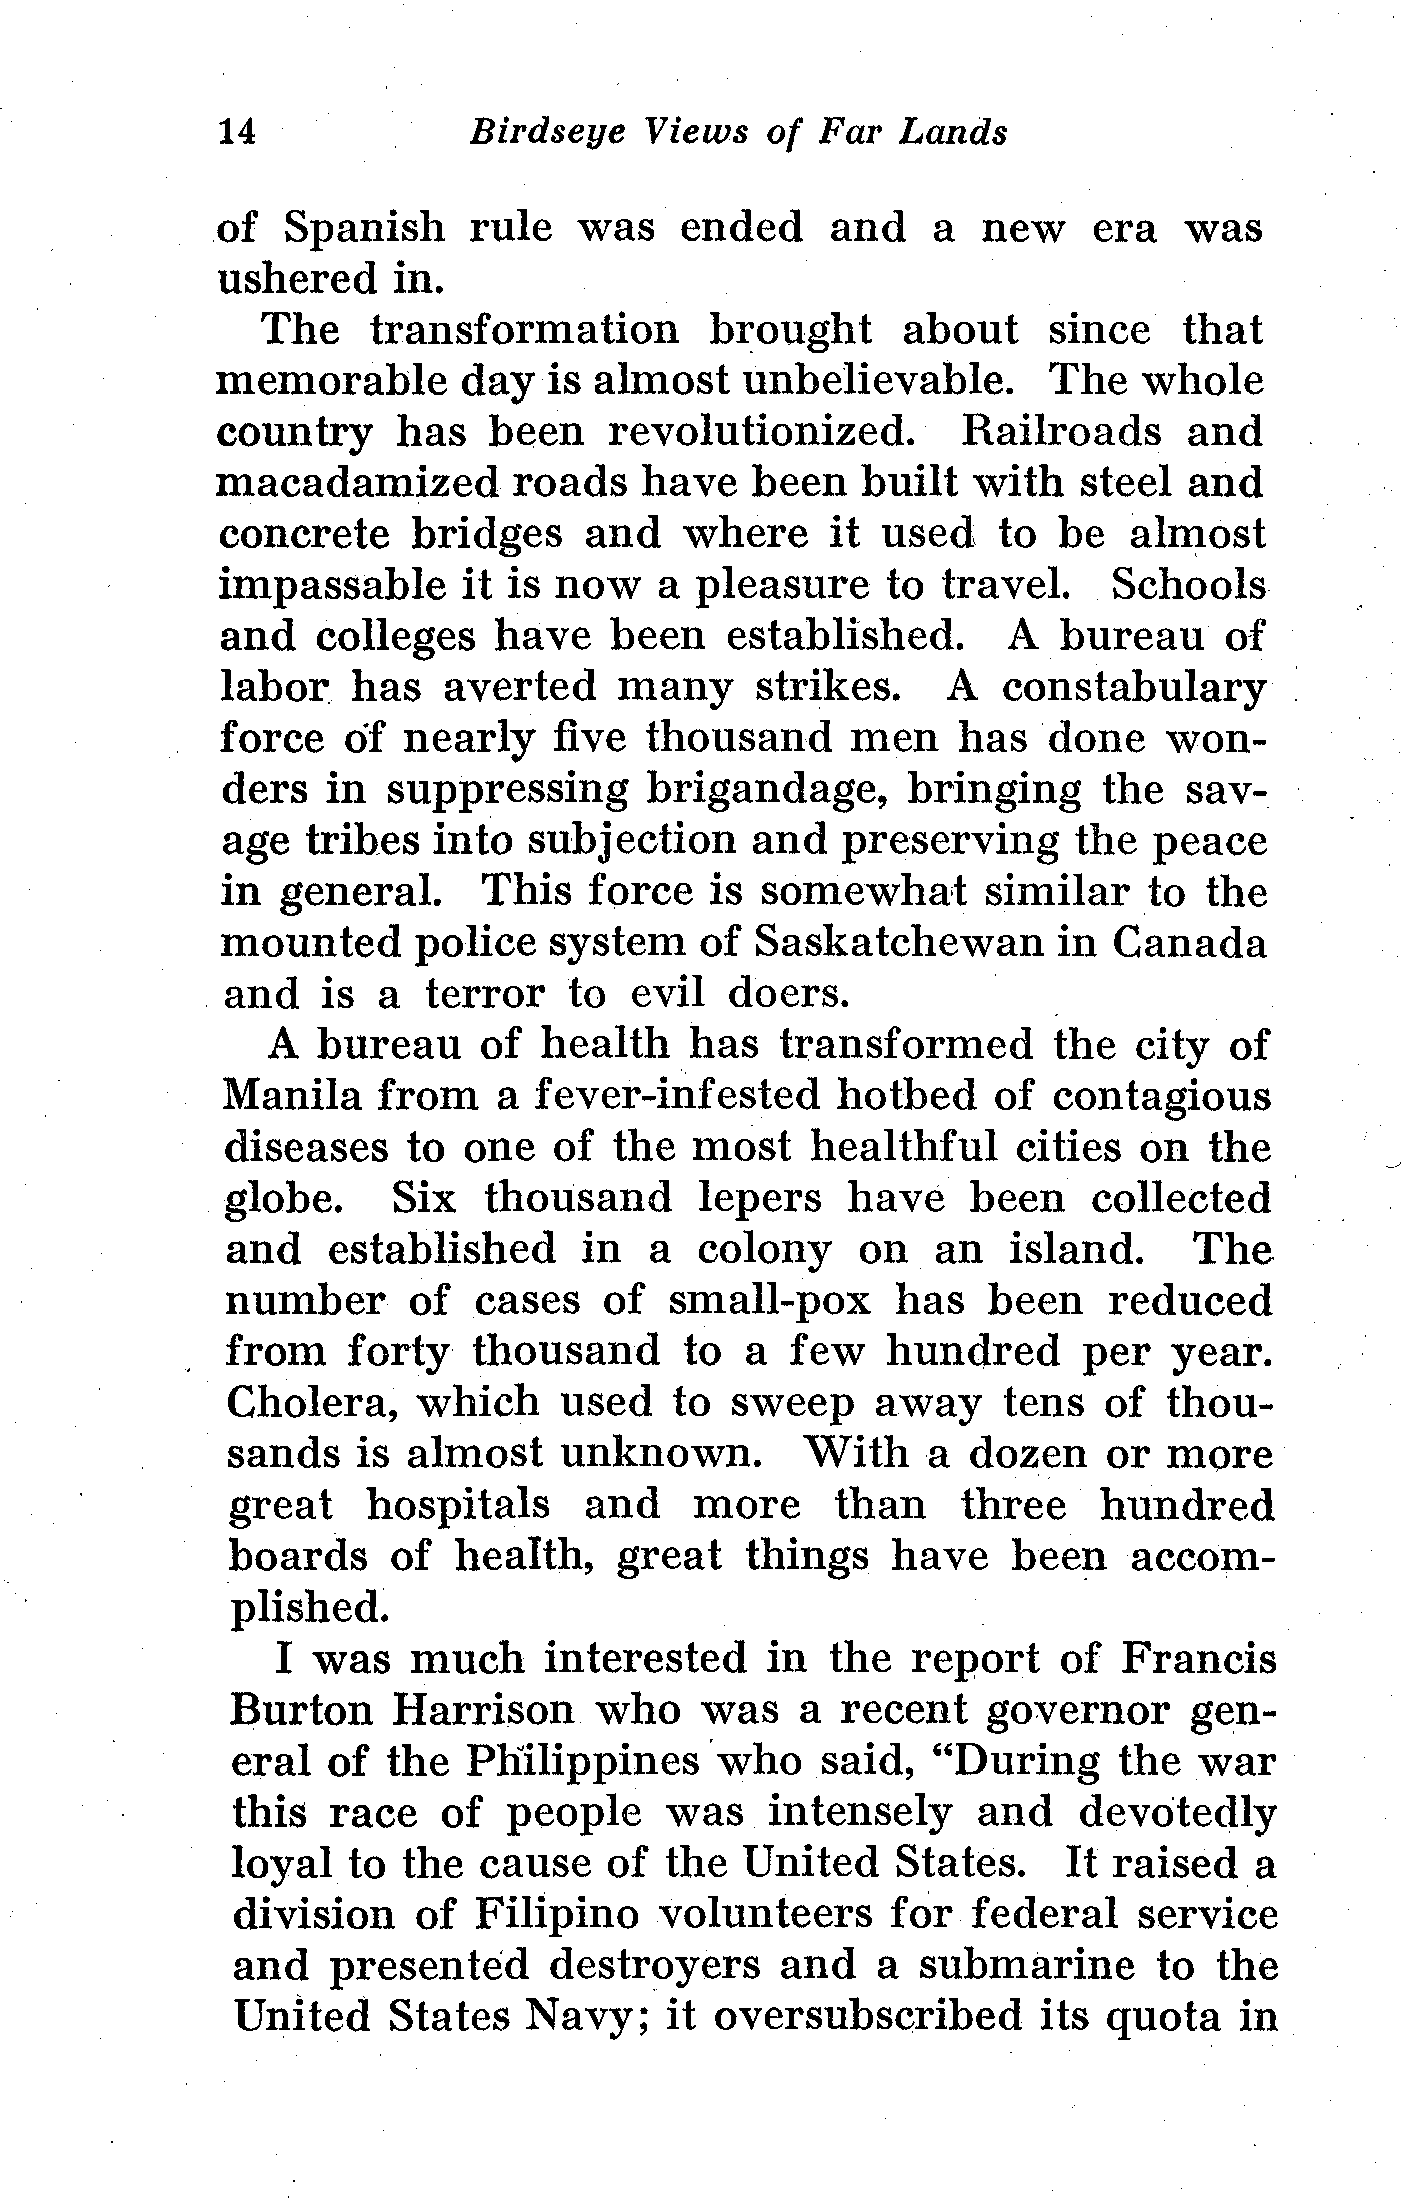 14 Birdseye Views of Far Lands
of Spanish rule was ended and a new era was
ushered in.
The transformation brought about since that
memorable day is almost unbelievable. The whole
country has been revolutionized. Railroads and
macadamized roads have been built with steel and
concrete bridges and where it used to be almost
impassable it is now a pleasure to travel. Schools
and colleges have been established. A bureau of
labor has averted many strikes. A constabulary
force of nearly five thousand men has done won-
ders in suppressing brigandage, bringing the sav-
age tribes into subjection and preserving the peace
in general. This force is somewhat similar to the
mounted police system of Saskatchewan in Canada
and is a terror to evil doers.
A bureau of health has transformed the city of
Manila from a fever-infested hotbed of contagious
diseases to one of the most healthful cities on the
globe. Six thousand lepers have been collected
and established in a colony on an island. The
number of cases of small-pox has been reduced
from forty thousand to a few hundred per year.
Cholera, which used to sweep away tens of thou-
sands is almost unknown. With a dozen or more
great hospitals and more than three hundred
boards of health, great things have been accom-
plished.
I was much interested in the report of Francis
Burton Harrison who was a recent governor gen-
eral of the Philippines who said, “During the war
this race of people was intensely and devotedly
loyal to the cause of the United States. It raised a
division of Filipino volunteers for federal service
and presented destroyers and a submarine to the
United States Navy; it oversubscribed its quota in